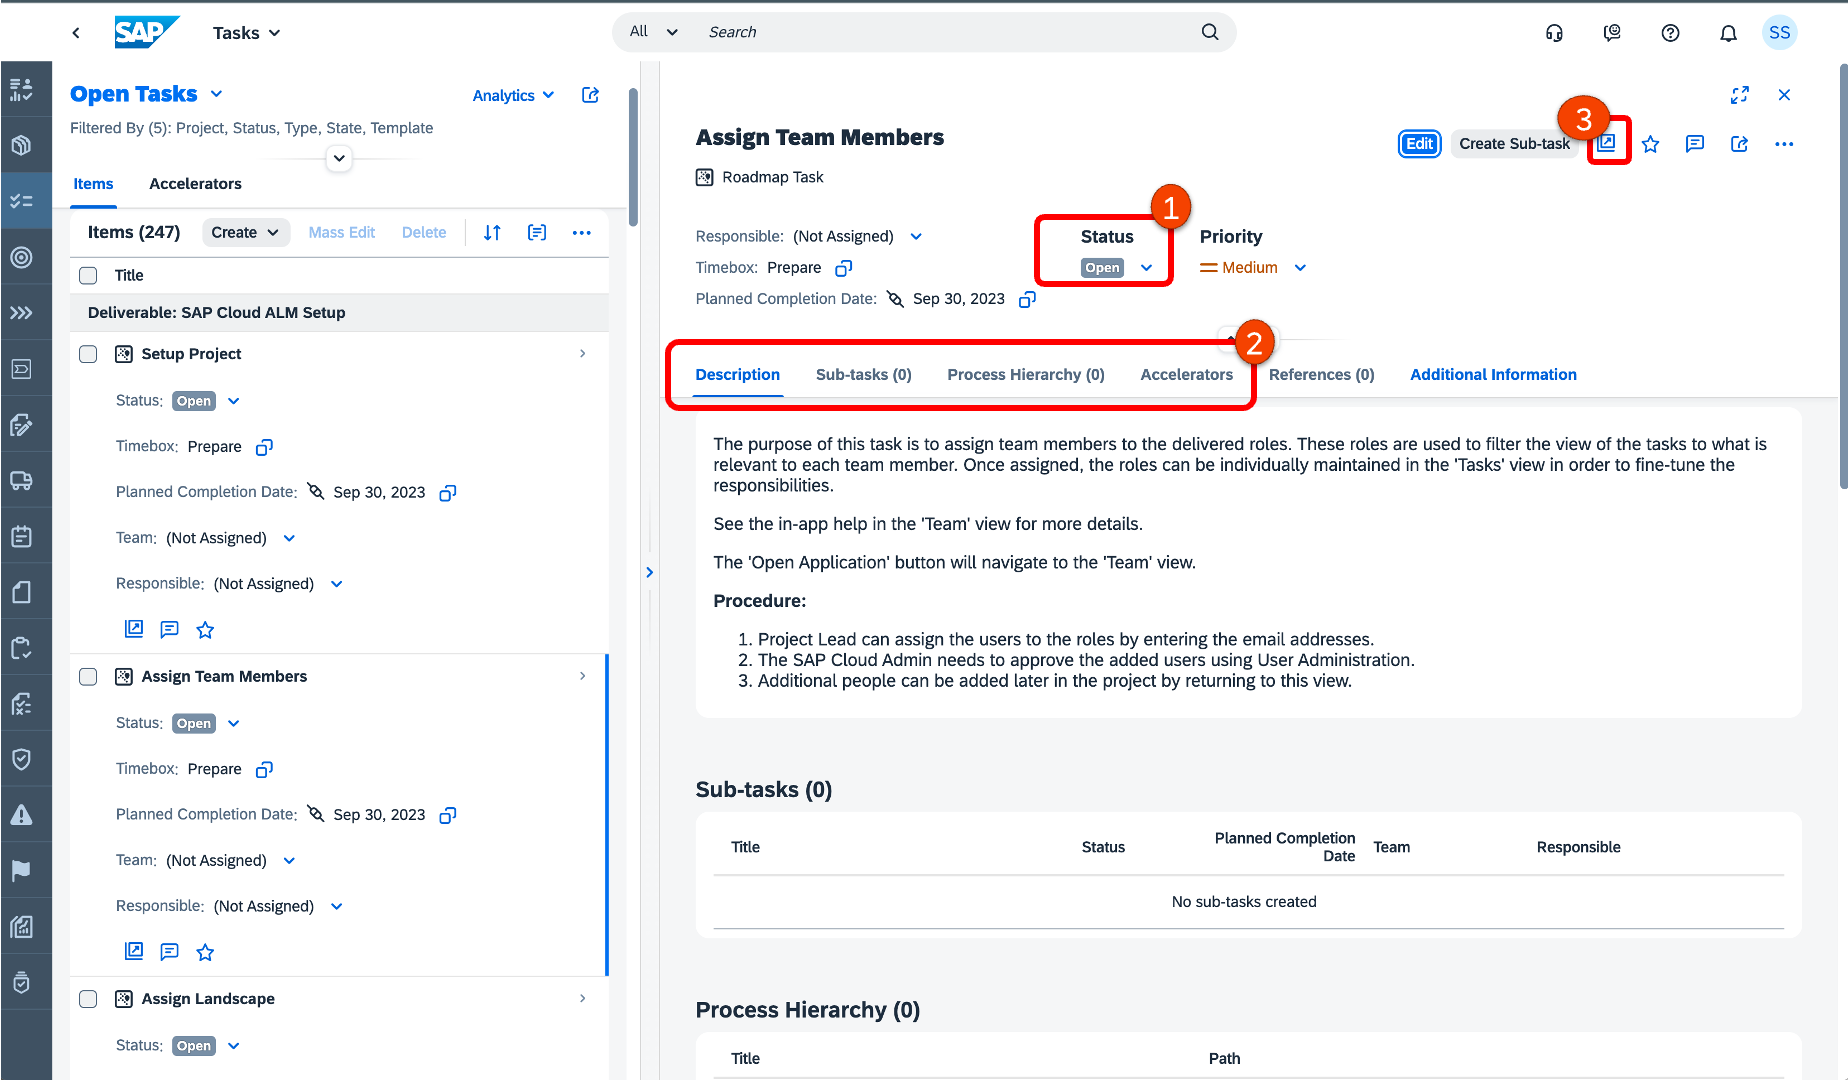 SAP
Tasks
All
Search
SS
Open Tasks
Analytics
Filtered By (5): Project, Status, Type, State, Template
Items
Accelerators
Items (247)
Create
Mass Edit
Delete
Title
Deliverable: SAP Cloud ALM Setup
Setup Project
Status: Open
Timebox: Prepare
Planned Completion Date: Sep 30, 2023
Team: (Not Assigned)
Responsible: (Not Assigned)
Assign Team Members
Status: Open
Timebox: Prepare
Planned Completion Date: Sep 30, 2023
Team: (Not Assigned)
Responsible: (Not Assigned)
Assign Landscape
Status: Open
Assign Team Members
Edit
Create Sub-task
3
Roadmap Task
Responsible: (Not Assigned)
Timebox: Prepare
Planned Completion Date: Sep 30, 2023
1
Status
Open
Priority
Medium
2
Description
Sub-tasks (0)
Process Hierarchy (0)
Accelerators
References (0)
Additional Information
The purpose of this task is to assign team members to the delivered roles. These roles are used to filter the view of the tasks to what is
relevant to each team member. Once assigned, the roles can be individually maintained in the 'Tasks' view in order to fine-tune the
responsibilities.
See the in-app help in the 'Team' view for more details.
The 'Open Application' button will navigate to the 'Team' view.
Procedure:
1. Project Lead can assign the users to the roles by entering the email addresses.
2. The SAP Cloud Admin needs to approve the added users using User Administration.
3. Additional people can be added later in the project by returning to this view.
Sub-tasks (0)
Title
Status
Planned Completion
Date
Team
Responsible
No sub-tasks created
Process Hierarchy (0)
Title
Path